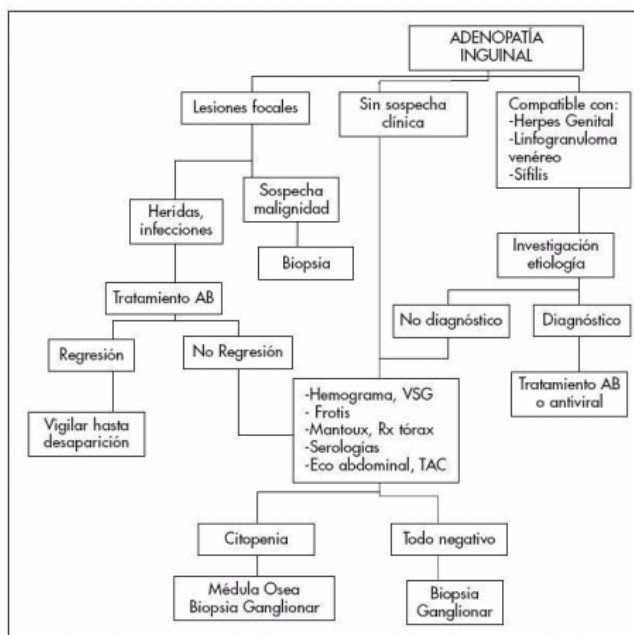 ADENOPATÍA
INGUINAL
Lesiones focales
Sin sospecha
clínica
Compatible con:
-Herpes Genital
-Linfogranuloma
venéreo
-Sífilis
Heridas,
infecciones
Sospecha
malignidad
Biopsia
Investigación
etiología
Tratamiento AB
No diagnóstico
Diagnóstico
Regresión
No Regresión
Tratamiento AB
o antiviral
Vigilar hasta
desaparición
-Hemograma, VSG
- Frotis
-Mantoux, Rx tórax
-Serologías
-Eco abdominal, TAC
Citopenia
Todo negativo
Médula Osea
Biopsia Ganglionar
Biopsia
Ganglionar